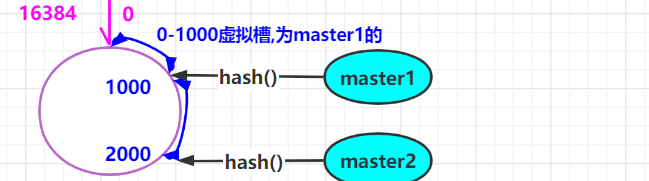 16384 0
0-1000虚拟槽,为master1的
1000 hash() master1
2000 hash() master2